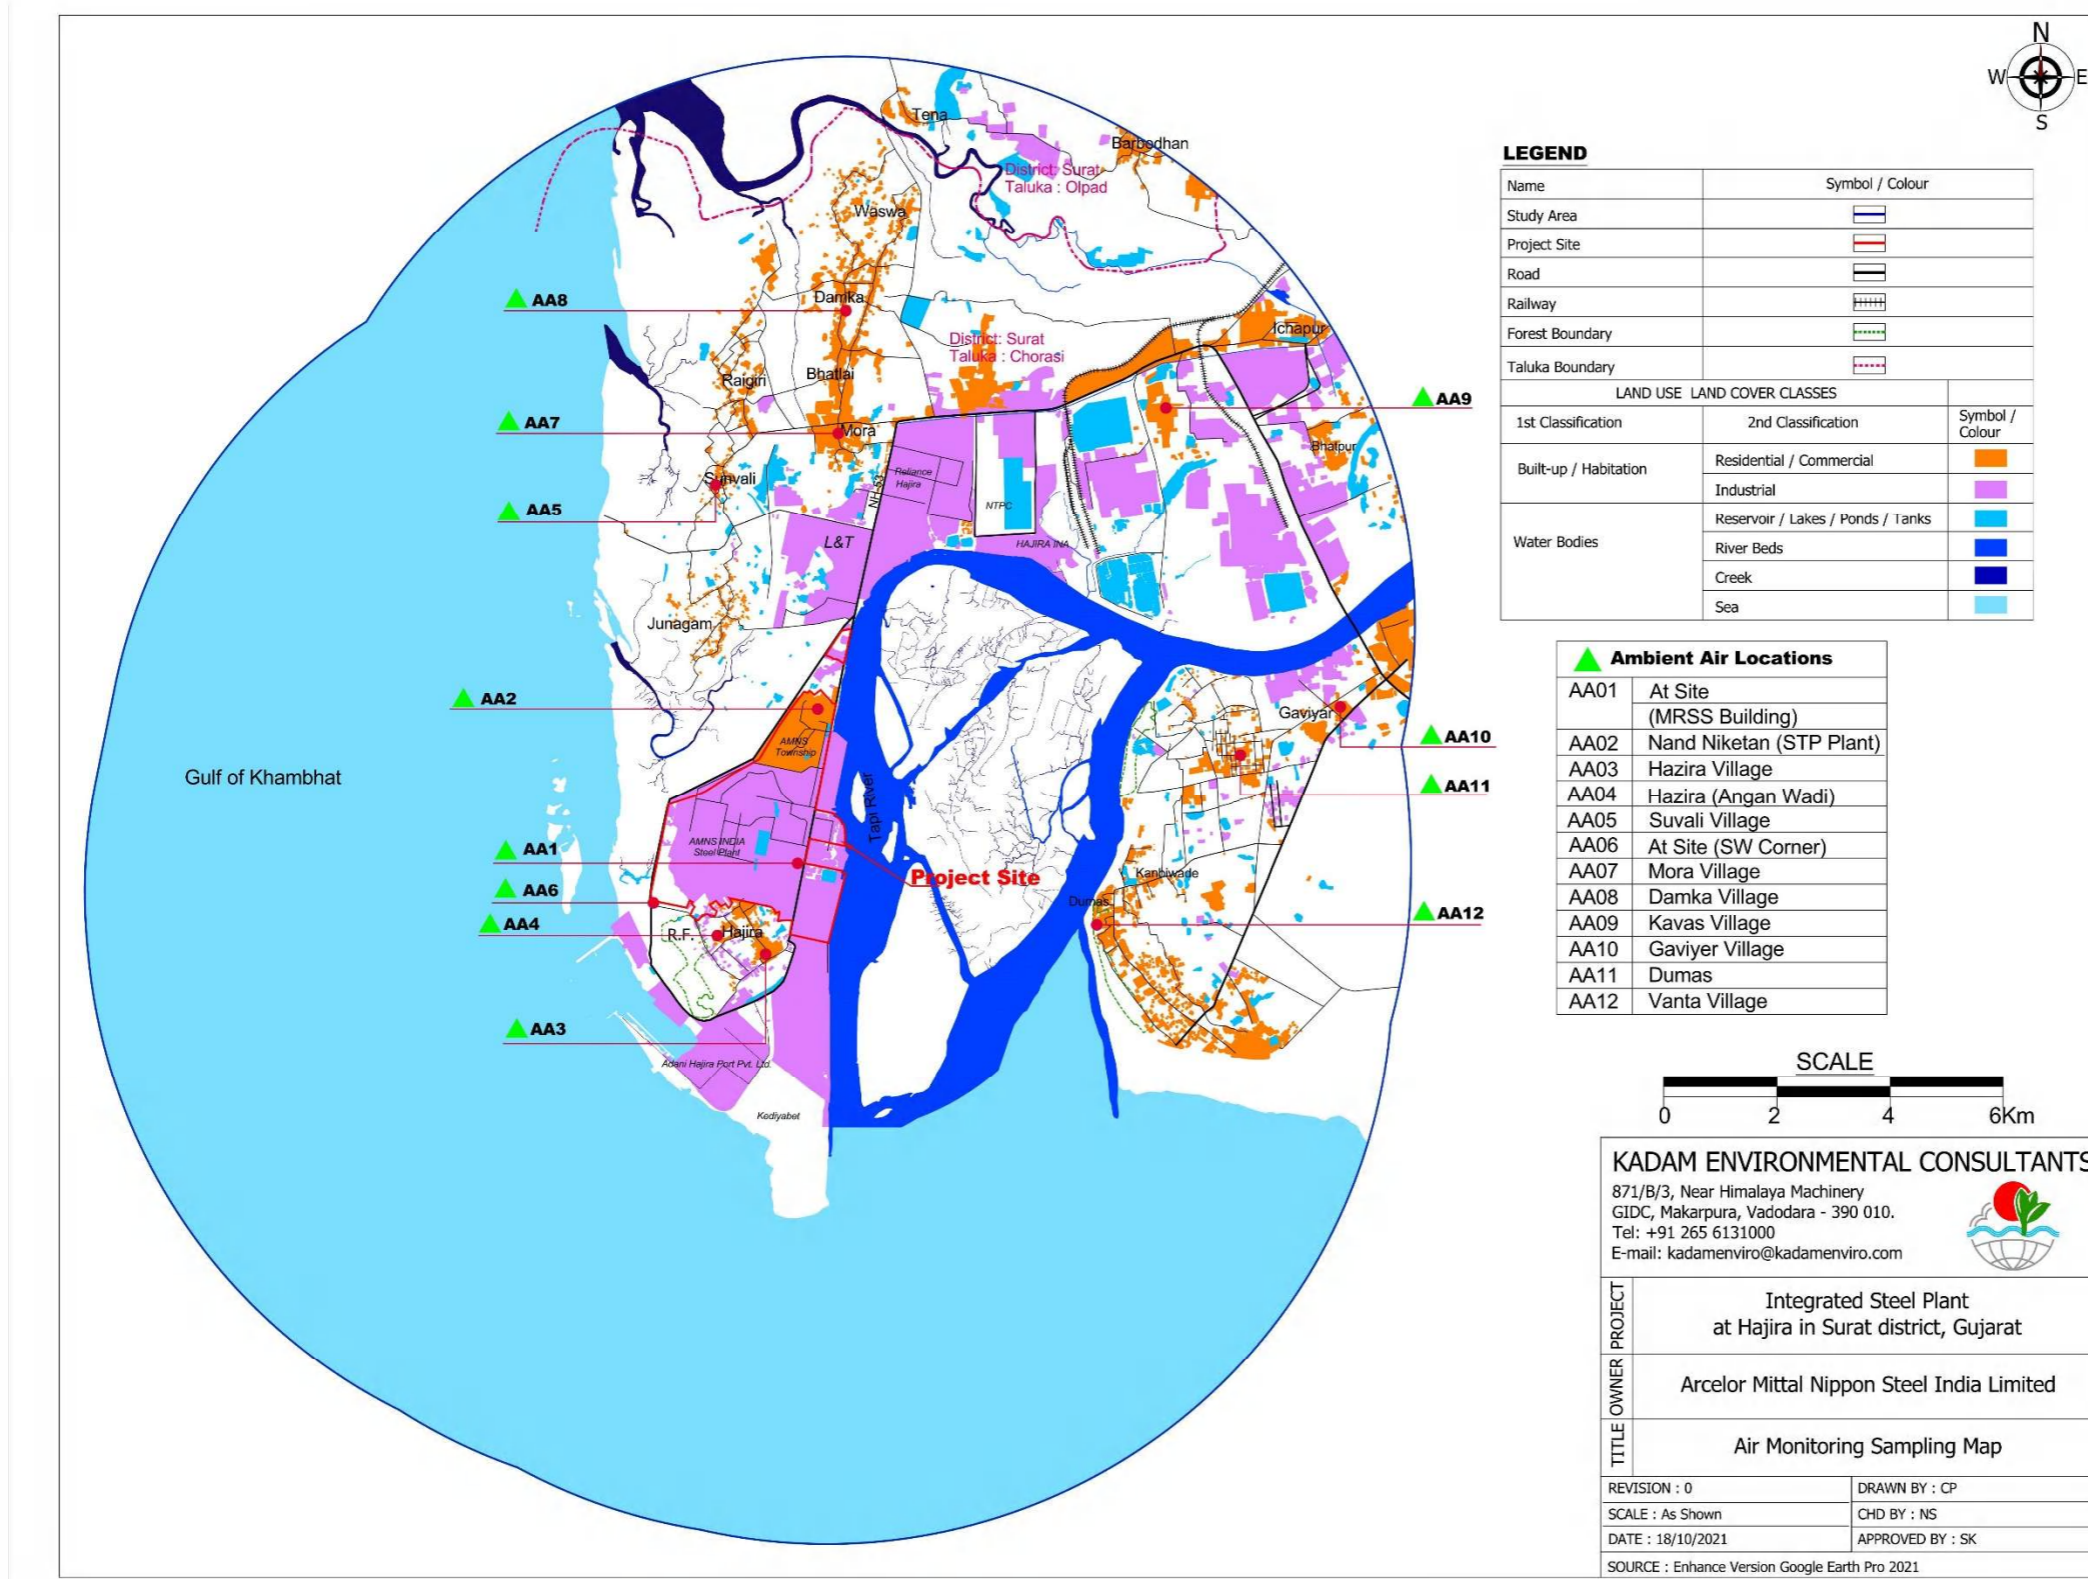 N
W
E
S
Tena
Barbodhan
District: Surat
Taluka : Olpad
Waswa
AA8
Damka
District: Surat
Taluka : Chorasi
Ichapur
Rajgiri
Bhatlai
AA9
AA7
Mora
Bhatpur
Sunvali
Reliance
Hajira
NH-53
NTPC
AA5
L&T
HAJIRA INA
Junagam
AA2
Gaviyar
AMNS
Township
AA10
Gulf of Khambhat
AA11
Tapi River
AMNS INDIA
Steel Plant
AA1
Project Site
Kanbiwade
AA6
Dumas
AA12
AA4
R.F.
Hajira
AA3
Adani Hajira Port Pvt. Ltd.
Kediyabet
LEGEND
Name Symbol / Colour
Study Area
Project Site
Road
Railway
Forest Boundary
Taluka Boundary
LAND USE LAND COVER CLASSES
1st Classification 2nd Classification Symbol /
Colour
Built-up / Habitation
Residential / Commercial
Industrial
Water Bodies
Reservoir / Lakes / Ponds / Tanks
River Beds
Creek
Sea
Ambient Air Locations
AA01 At Site
(MRSS Building)
AA02 Nand Niketan (STP Plant)
AA03 Hazira Village
AA04 Hazira (Angan Wadi)
AA05 Suvali Village
AA06 At Site (SW Corner)
AA07 Mora Village
AA08 Damka Village
AA09 Kavas Village
AA10 Gaviyer Village
AA11 Dumas
AA12 Vanta Village
SCALE
0 2 4 6Km
KADAM ENVIRONMENTAL CONSULTANTS
871/B/3, Near Himalaya Machinery
GIDC, Makarpura, Vadodara - 390 010.
Tel: +91 265 6131000
E-mail: kadamenviro@kadamenviro.com
PROJECT
Integrated Steel Plant
at Hajira in Surat district, Gujarat
OWNER
Arcelor Mittal Nippon Steel India Limited
TITLE
Air Monitoring Sampling Map
REVISION : 0 DRAWN BY : CP
SCALE : As Shown CHD BY : NS
DATE : 18/10/2021 APPROVED BY : SK
SOURCE : Enhance Version Google Earth Pro 2021